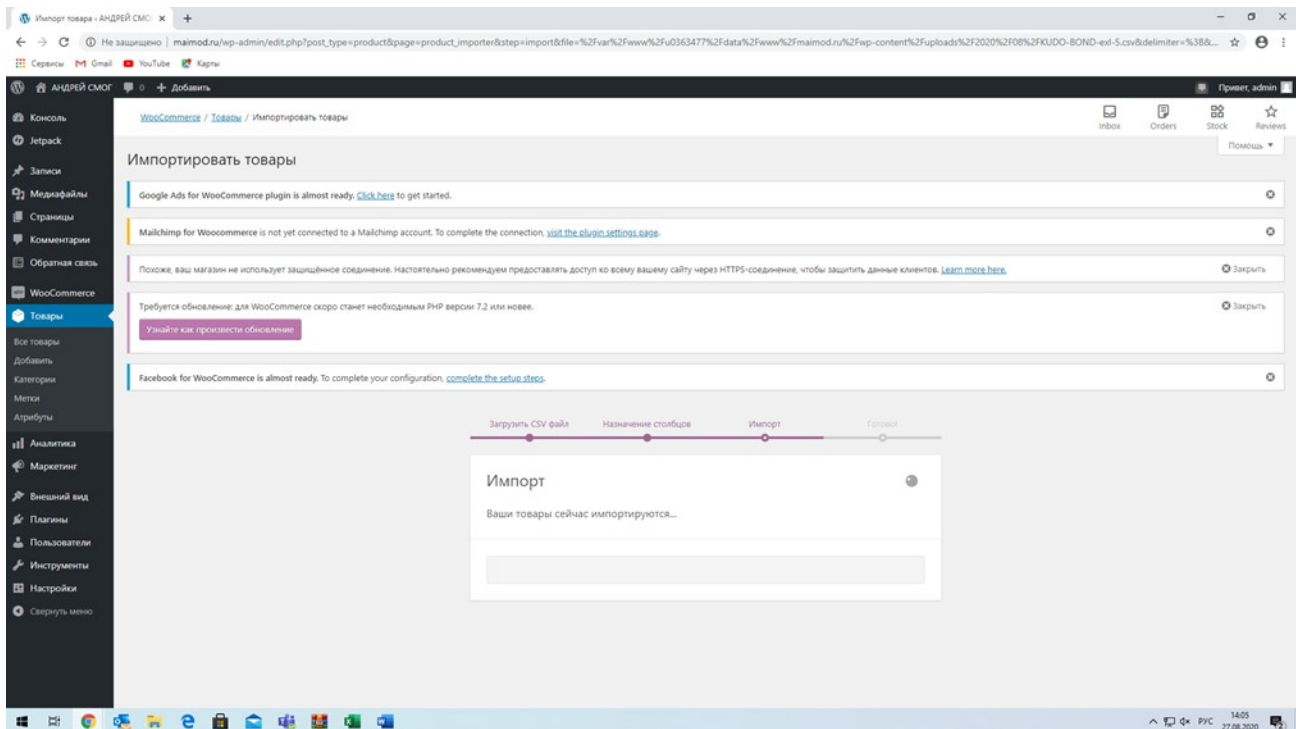 Импорт товара ‹ АНДРЕЙ СМО
Не защищено | maimod.ru/wp-admin/edit.php?post_type=product&page=product_importer&step=import&file=%2Fvar%2Fwww%2Fu0363477%2Fdata%2Fwww%2Fmaimod.ru%2Fwp-content%2Fuploads%2F2020%2F08%2FKUDO-BOND-exl-5.csv&delimiter=%3B&...
Сервисы Gmail YouTube Карты
АНДРЕЙ СМОГ 0 + Добавить Привет, admin
Консоль
Jetpack
Записи
Медиафайлы
Страницы
Комментарии
Обратная связь
WooCommerce
Товары
Все товары
Добавить
Категории
Метки
Атрибуты
Аналитика
Маркетинг
Внешний вид
Плагины
Пользователи
Инструменты
Настройки
Свернуть меню
WooCommerce / Товары / Импортировать товары
Inbox Orders Stock Reviews
Помощь
Импортировать товары
Google Ads for WooCommerce plugin is almost ready. Click here to get started.
Mailchimp for Woocommerce is not yet connected to a Mailchimp account. To complete the connection, visit the plugin settings page.
Похоже, ваш магазин не использует защищённое соединение. Настоятельно рекомендуем предоставлять доступ ко всему вашему сайту через HTTPS-соединение, чтобы защитить данные клиентов. Learn more here. Закрыть
Требуется обновление: для WooCommerce скоро станет необходимым PHP версии 7.2 или новее. Закрыть
Узнайте как произвести обновление
Facebook for WooCommerce is almost ready. To complete your configuration, complete the setup steps.
Загрузить CSV файл Назначение столбцов Импорт Готово!
Импорт
Ваши товары сейчас импортируются...
РУС 14:05
27.08.2020